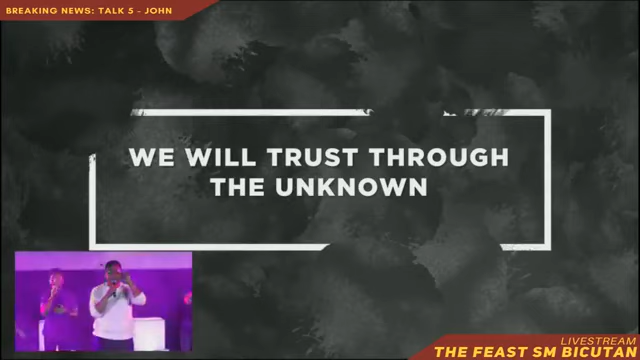 BREAKING NEWS: TALK 5 - JOHN
WE WILL TRUST THROUGH
THE UNKNOWN
LIVESTREAM
THE FEAST SM BICUTAN